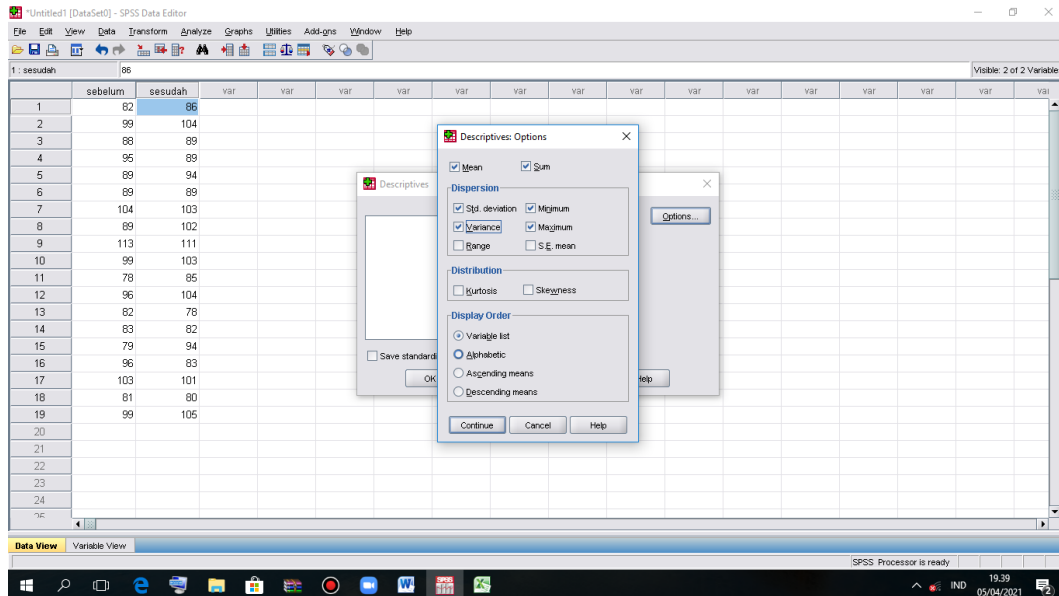 *Untitled1 [DataSet0] - SPSS Data Editor
File Edit View Data Transform Analyze Graphs Utilities Add-ons Window Help
1 : sesudah 86 Visible: 2 of 2 Variable
sebelum sesudah var var var var var var var var var var var var var var
1 82 86
2 99 104
3 88 89
4 95 89
5 89 94
6 89 89
7 104 103
8 89 102
9 113 111
10 99 103
11 78 85
12 96 104
13 82 78
14 83 82
15 79 94
16 96 83
17 103 101
18 81 80
19 99 105
20
21
22
23
24
Descriptives
Options...
Save standardi
OK
Help
Descriptives: Options
Mean Sum
Dispersion
Std. deviation Minimum
Variance Maximum
Range S.E. mean
Distribution
Kurtosis Skewness
Display Order
Variable list
Alphabetic
Ascending means
Descending means
Continue Cancel Help
Data View Variable View
SPSS Processor is ready
IND 19.39
05/04/2021